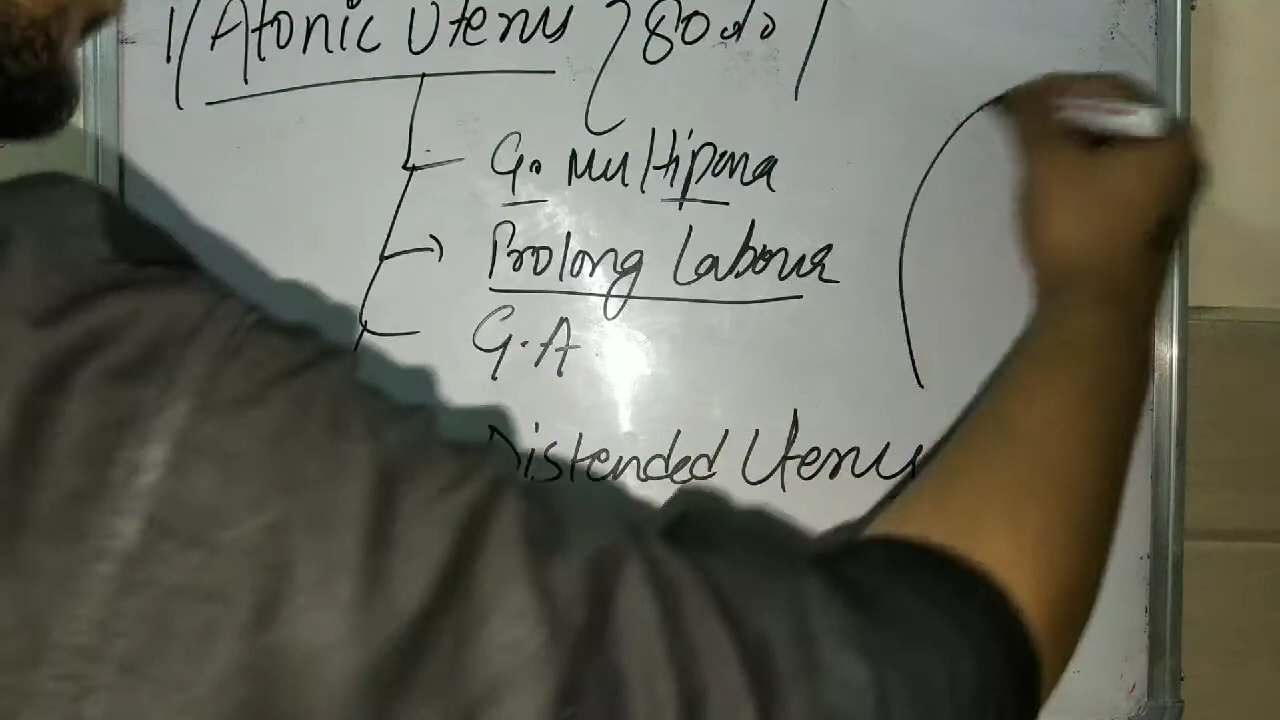 1/ Atonic Uterus 80%
G. Multipara
Prolong Labour
G.A
Distended Uterus